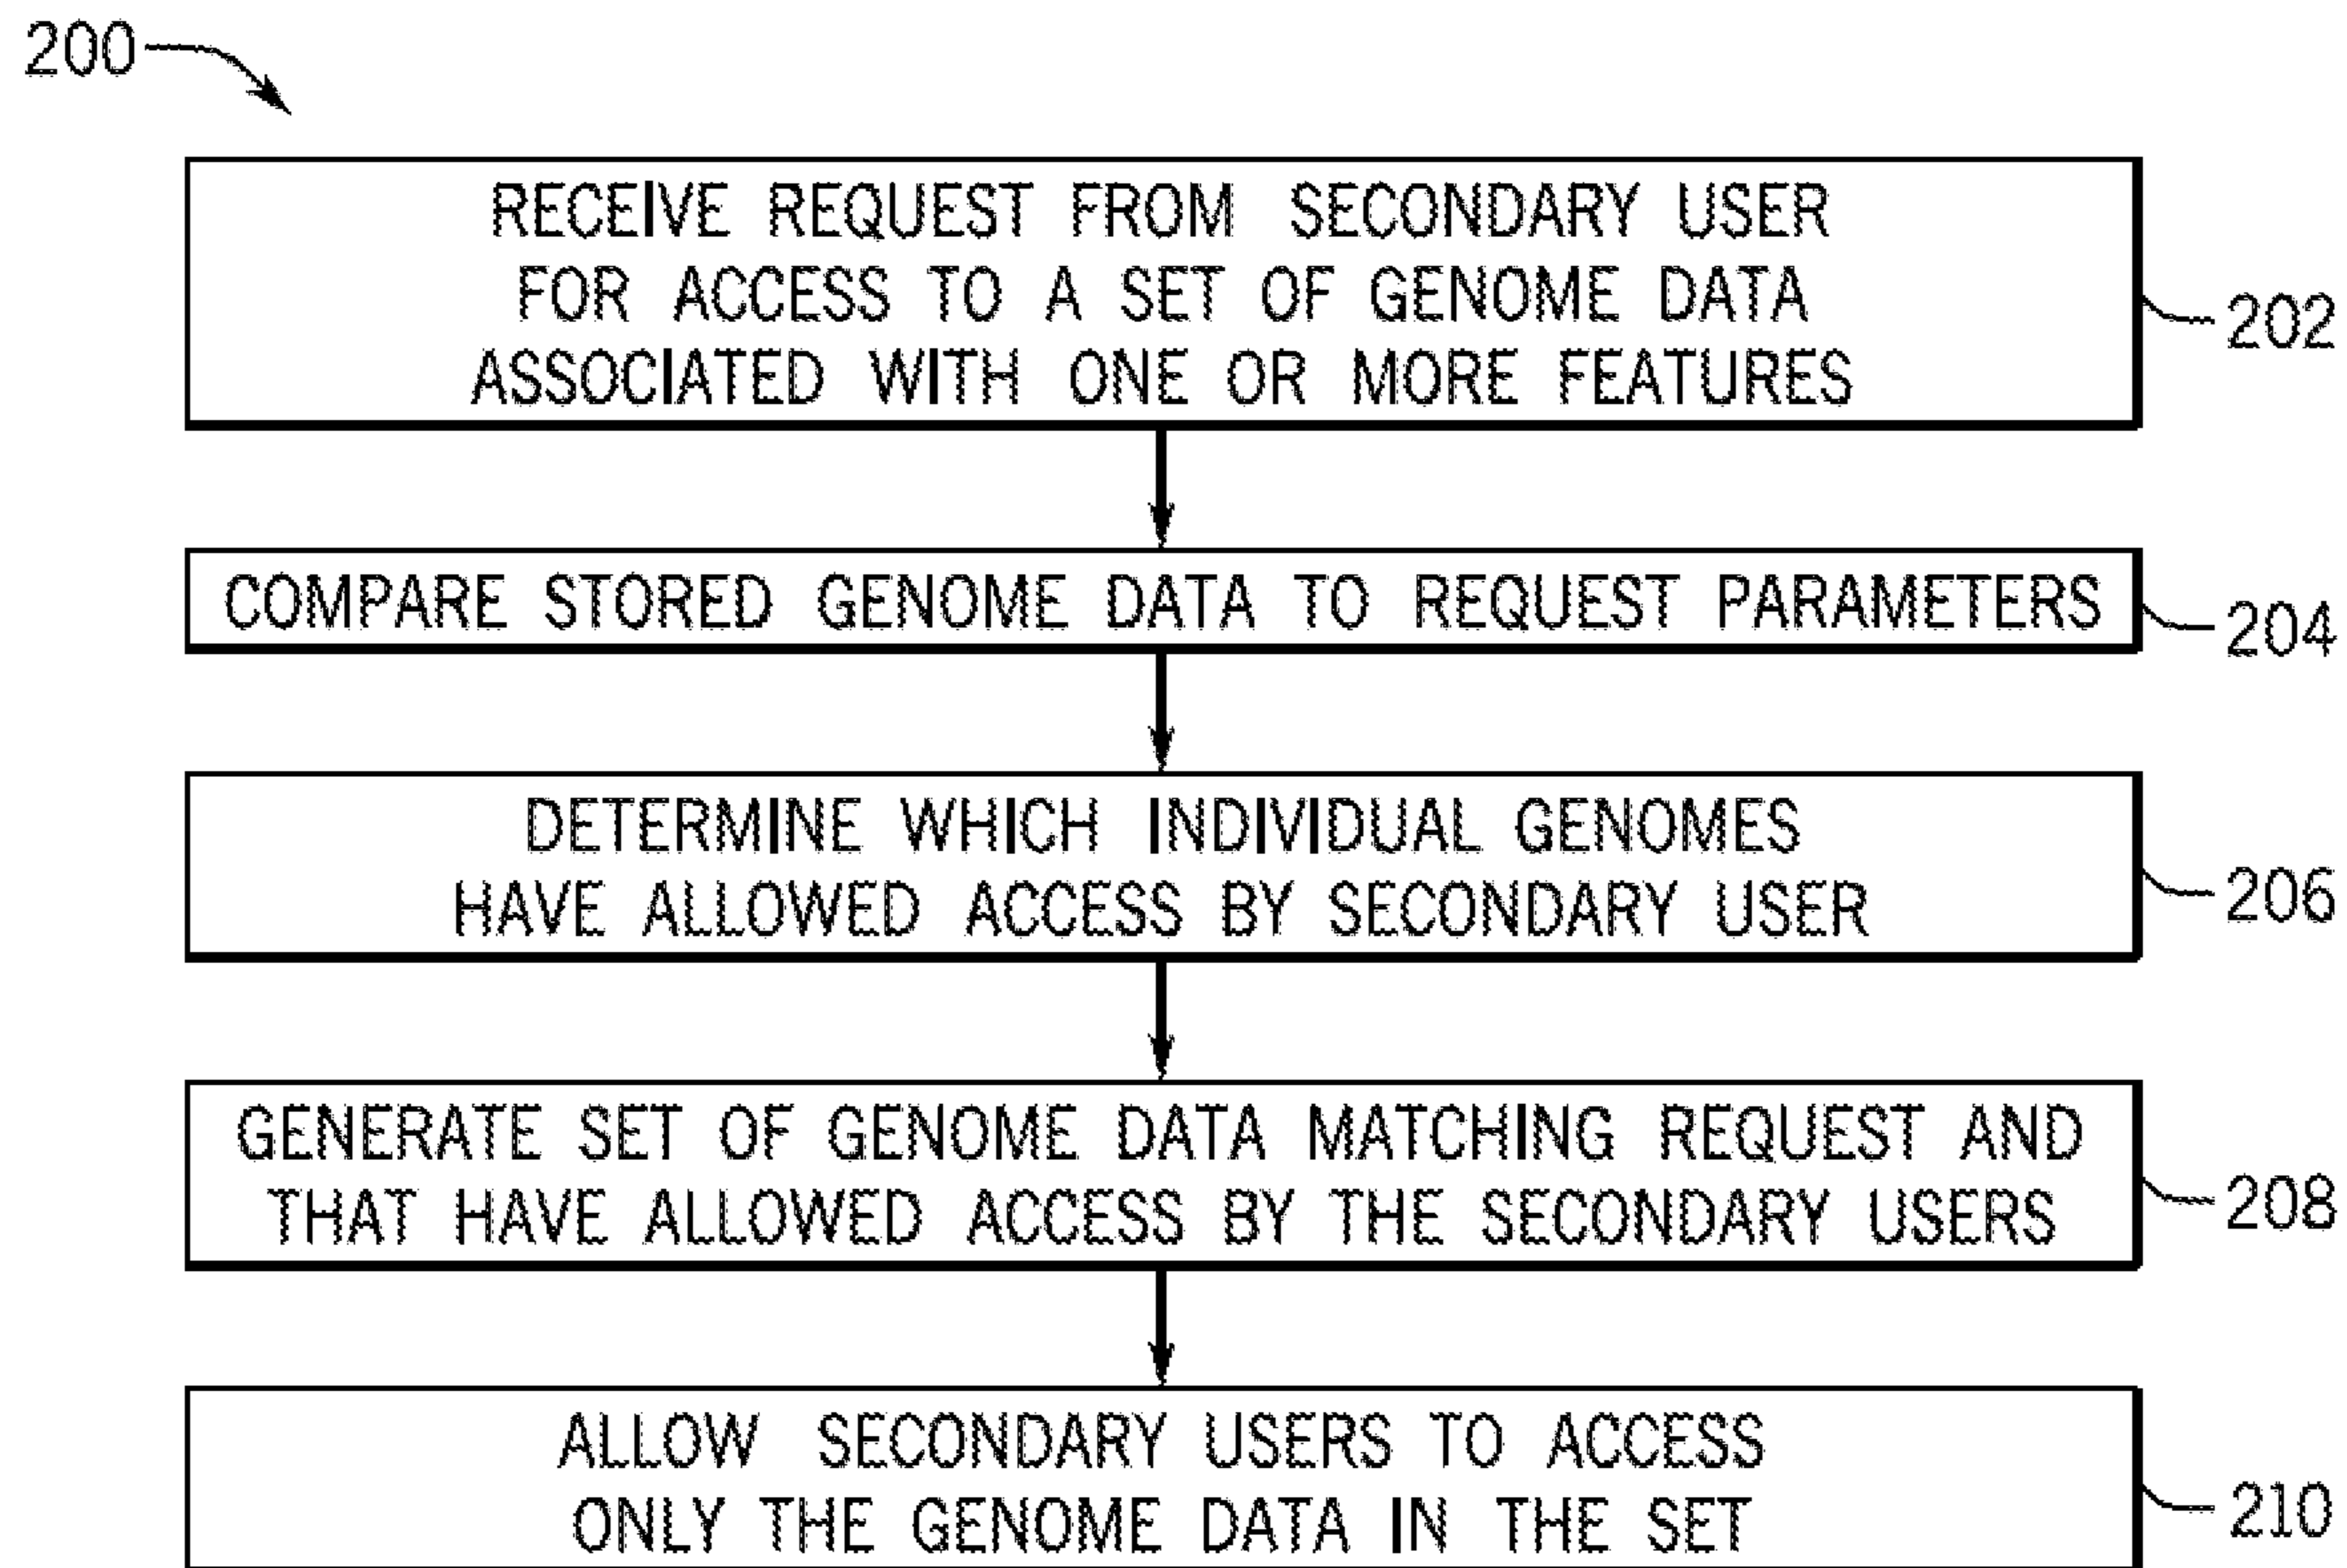 200
RECEIVE REQUEST FROM SECONDARY USER
FOR ACCESS TO A SET OF GENOME DATA
ASSOCIATED WITH ONE OR MORE FEATURES
202
COMPARE STORED GENOME DATA TO REQUEST PARAMETERS
204
DETERMINE WHICH INDIVIDUAL GENOMES
HAVE ALLOWED ACCESS BY SECONDARY USER
206
GENERATE SET OF GENOME DATA MATCHING REQUEST AND
THAT HAVE ALLOWED ACCESS BY THE SECONDARY USERS
208
ALLOW SECONDARY USERS TO ACCESS
ONLY THE GENOME DATA IN THE SET
210